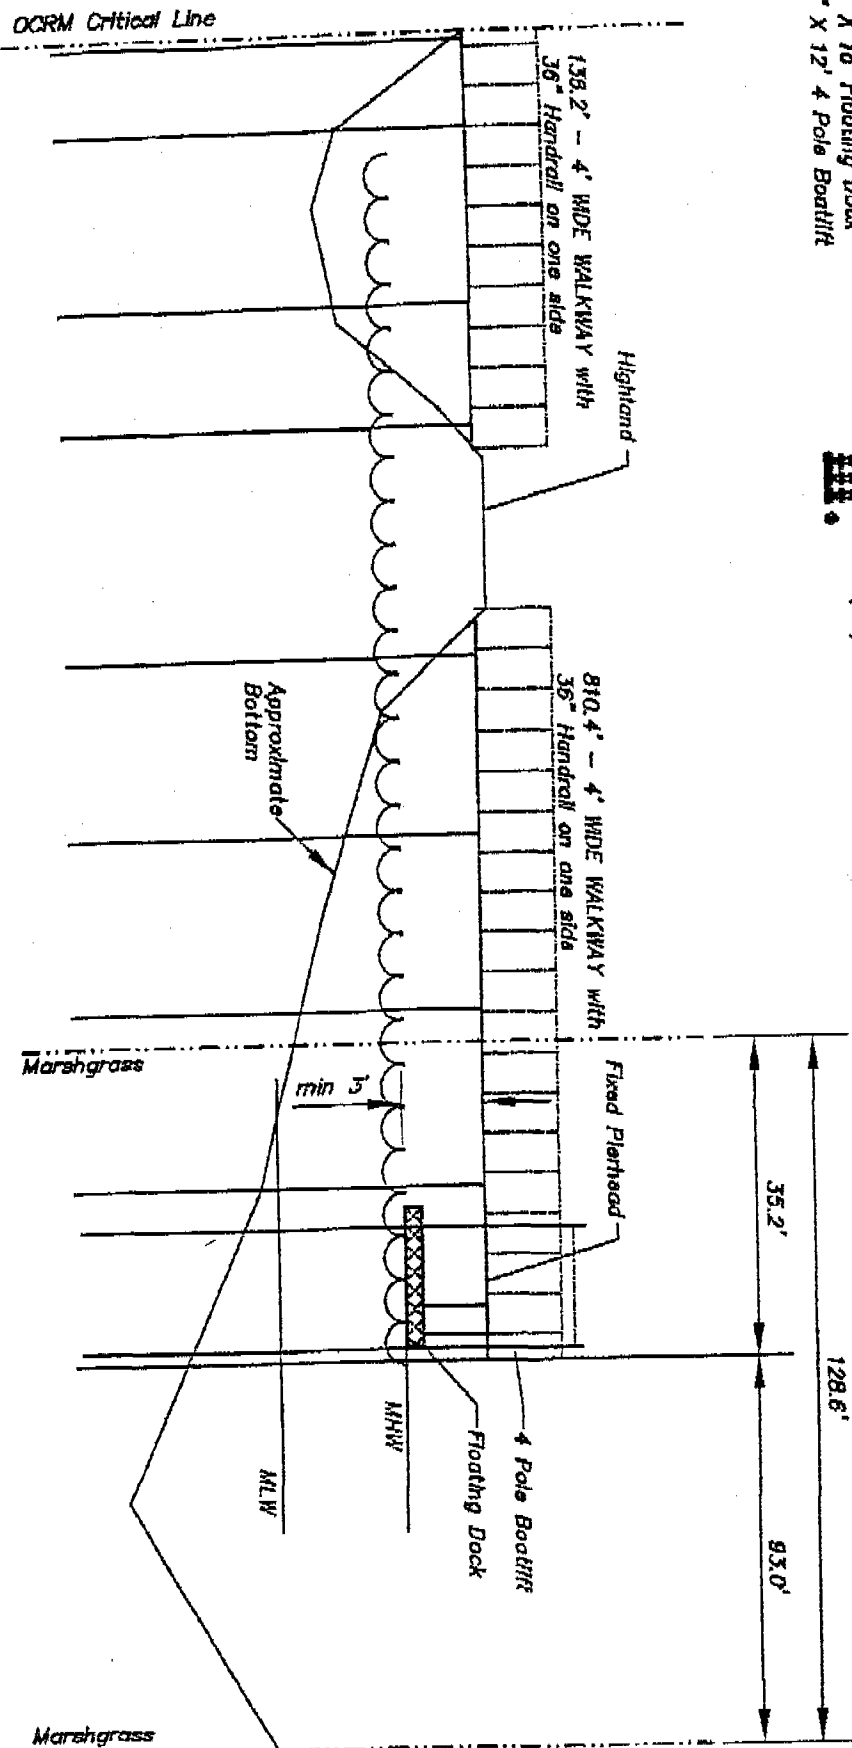 OCRM Critical Line
X 12' 4 Pole Boatlift
138.2' - 4' WIDE WALKWAY with
36" Handrail on one side
Highland
810.4' - 4' WIDE WALKWAY with
36" Handrail on one side
Approximate
Bottom
Marshgrass
min 3'
Fixed Pierhead
35.2'
128.6'
93.0'
4 Pole Boatlift
Floating Dock
MHW
MLW
Marshgrass